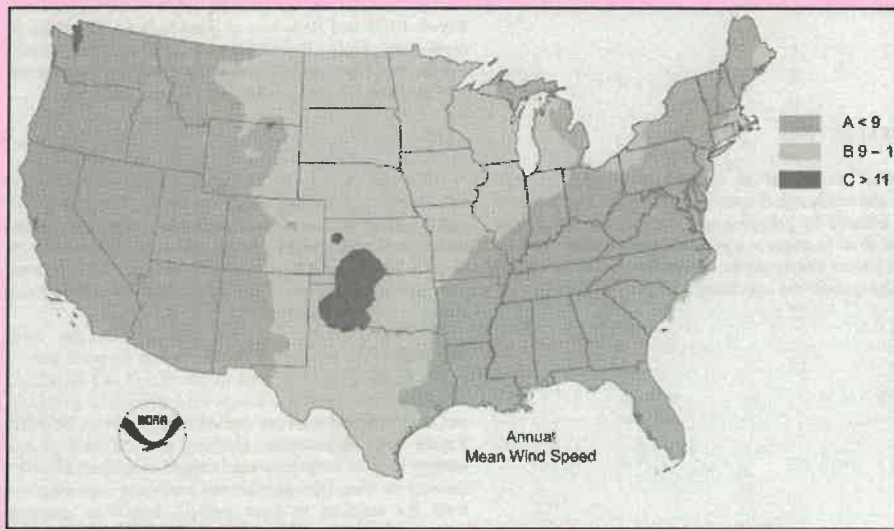 A < 9
B 9 – 1
C > 11
NOAA
Annual
Mean Wind Speed